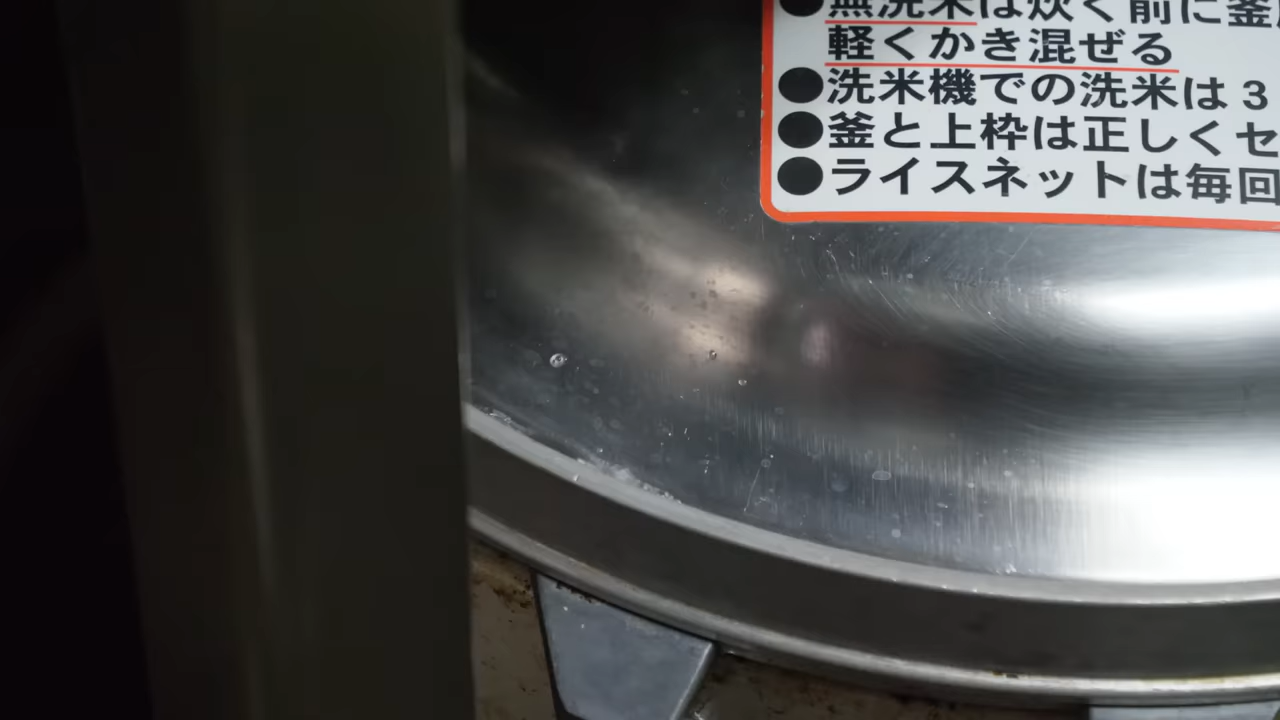 ●無洗米は炊く前に釜
軽くかき混ぜる
●洗米機での洗米は3
●釜と上枠は正しくセ
●ライスネットは毎回